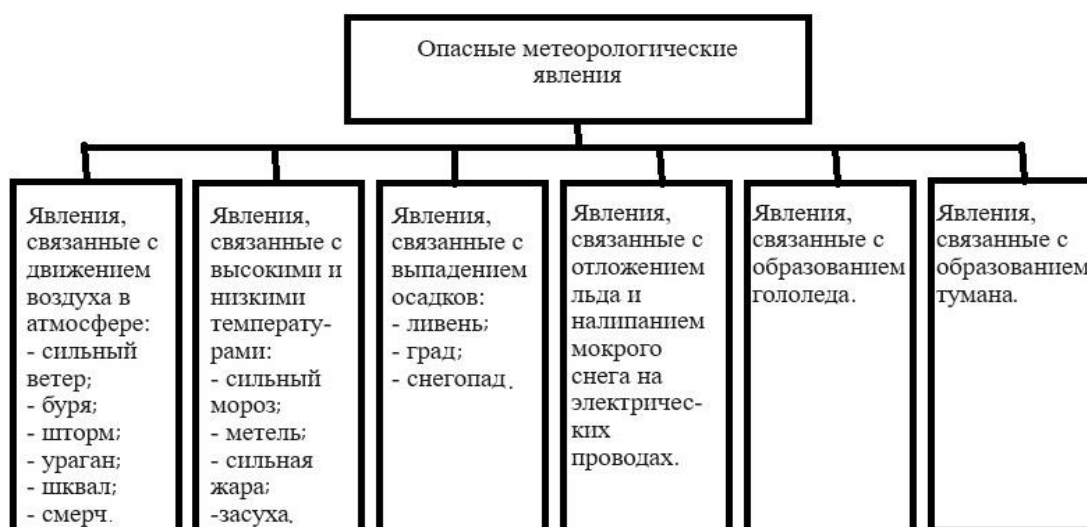 Опасные метеорологические
явления
Явления,
связанные с
движением
воздуха в
атмосфере:
- сильный
ветер;
- буря;
- шторм;
- ураган;
- шквал;
- смерч.
Явления,
связанные с
высокими и
низкими
температу-
рами:
- сильный
мороз;
- метель;
- сильная
жара;
-засуха.
Явления,
связанные с
выпадением
осадков:
- ливень;
- град;
- снегопад.
Явления,
связанные с
отложением
льда и
налипанием
мокрого
снега на
электричес-
ких
проводах.
Явления,
связанные с
образованием
гололеда.
Явления,
связанные с
образованием
тумана.